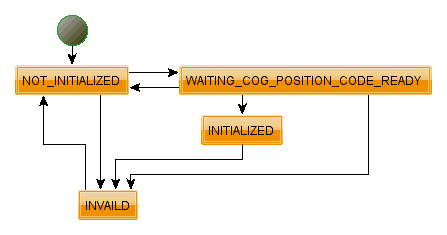 NOT_INITIALIZED
WAITING_COG_POSITION_CODE_READY
INITIALIZED
INVAILD